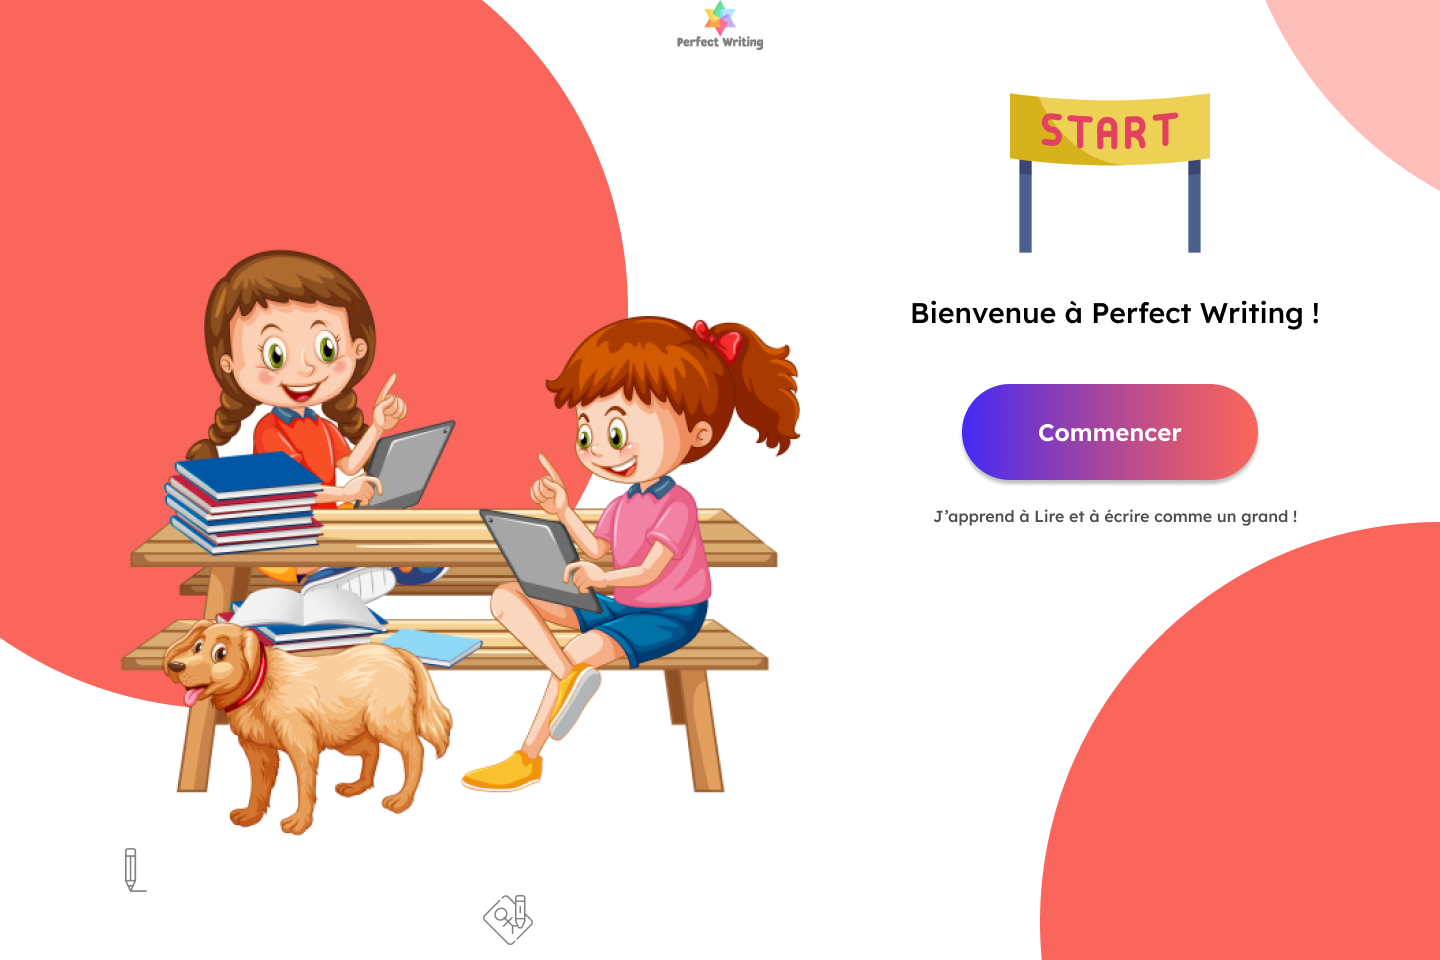 Perfect Writing
START
Bienvenue à Perfect Writing !
Commencer
J’apprend à Lire et à écrire comme un grand !